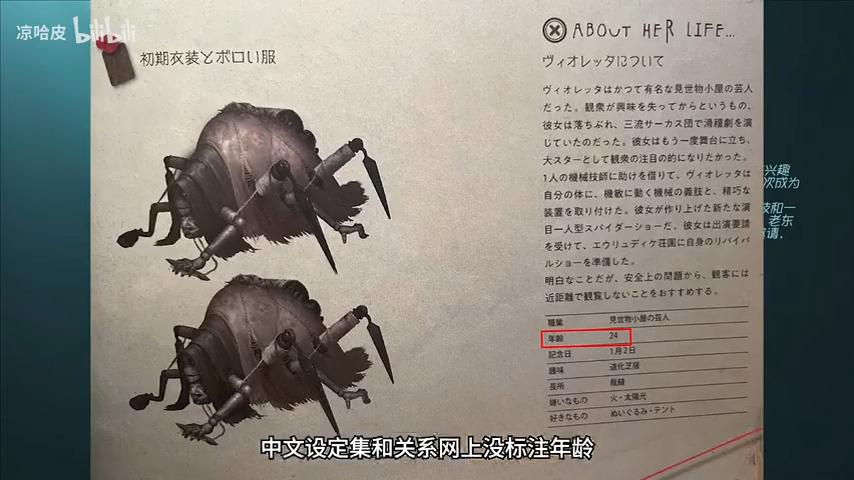 凉哈皮 bilibili
初期衣装とボロい服
ABOUT HER LIFE...
ヴィオレッタについて
ヴィオレッタはかつて有名な見世物小屋の芸人
だった。観衆が興味を失ってからというもの、
彼女は落ちぶれ、三流サーカス団で滑稽劇を演
じていたのだった。彼女はもう一度舞台に立ち、
大スターとして観衆の注目の的になりたかった。
1人の機械技師に助けを借りて、ヴィオレッタは
自分の体に、機敏に動く機械の義肢と、精巧な
装置を取り付けた。彼女が作り上げた新たな演
目一人型スパイダーショーだ。彼女は出演要請
を受けて、エウリュディケ荘園に自身のリバイバ
ルショーを準備した。
明白なことだが、安全上の問題から、観客には
近距離で観覧しないことをおすすめする。
職業 見世物小屋の芸人
年齢 24
記念日 1月2日
趣味 道化芝居
長所 裁縫
嫌いなもの 火・太陽光
好きなもの ぬいぐるみ・テント
兴趣
次成为
技和一
老东
请，
中文设定集和关系网上没标注年龄